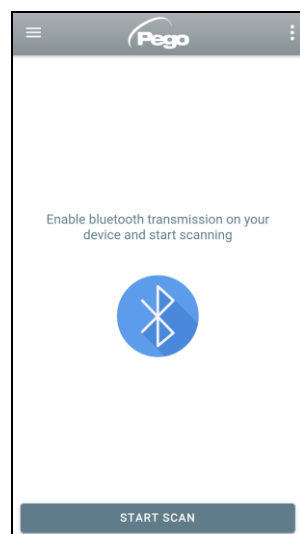 Pego
Enable bluetooth transmission on your
device and start scanning
START SCAN